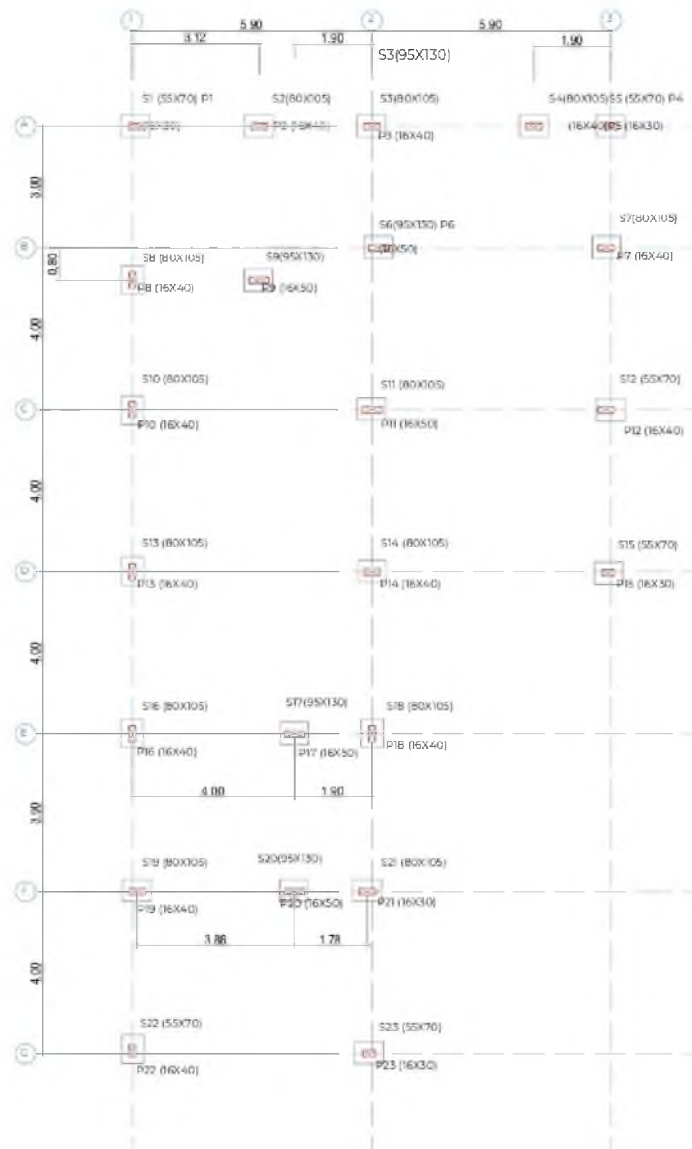 1
2
3
5.90
5.90
3.12
1.90
1.90
S3(95X130)
S1 (55X70) P1
S2(80X105)
S3(80X105)
S4(80X105)S5 (55X70) P4
A
P2 (16X40)
P3 (16X40)
(16X40)P5 (16X30)
3.00
S6(95X130) P6
S7(80X105)
B
(16X50)
P7 (16X40)
0,80
S8 (80X105)
S9(95X130)
P8 (16X40)
P9 (16X50)
4.00
S10 (80X105)
S11 (80X105)
S12 (55X70)
C
P10 (16X40)
P11 (16X50)
P12 (16X40)
4.00
S13 (80X105)
S14 (80X105)
S15 (55X70)
D
P13 (16X40)
P14 (16X40)
P15 (16X30)
4.00
S16 (80X105)
S17(95X130)
S18 (80X105)
E
P16 (16X40)
P17 (16X50)
P18 (16X40)
4.00
1.90
3.90
S19 (80X105)
S20(95X130)
S21 (80X105)
P19 (16X40)
P20 (16X50)
P21 (16X30)
3.86
1.78
4.00
S22 (55X70)
S23 (55X70)
P22 (16X40)
P23 (16X30)